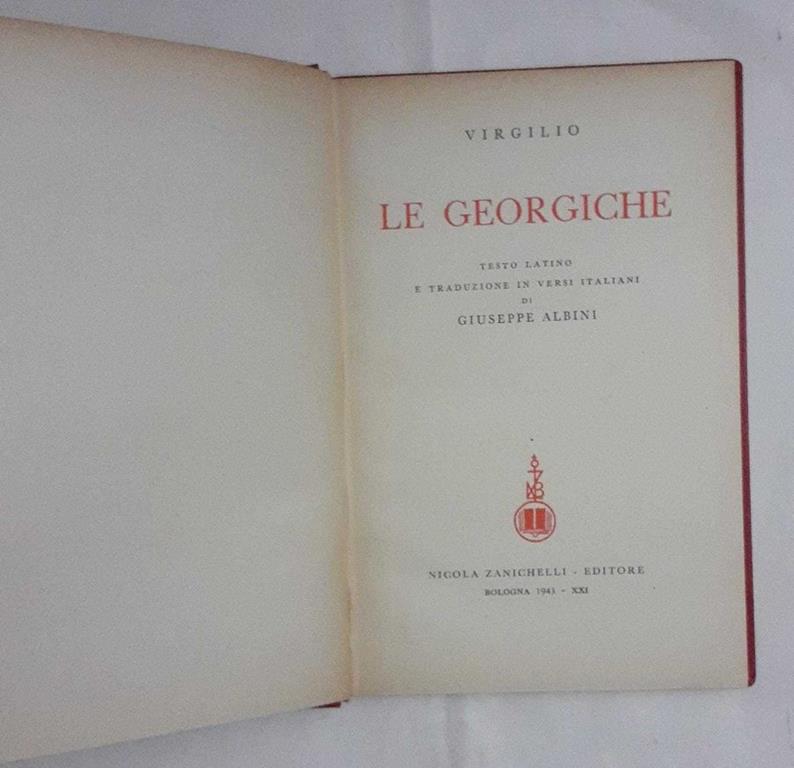 VIRGILIO
LE GEORGICHE
TESTO LATINO
E TRADUZIONE IN VERSI ITALIANI
DI
GIUSEPPE ALBINI
NICOLA ZANICHELLI - EDITORE
BOLOGNA 1943 - XXI